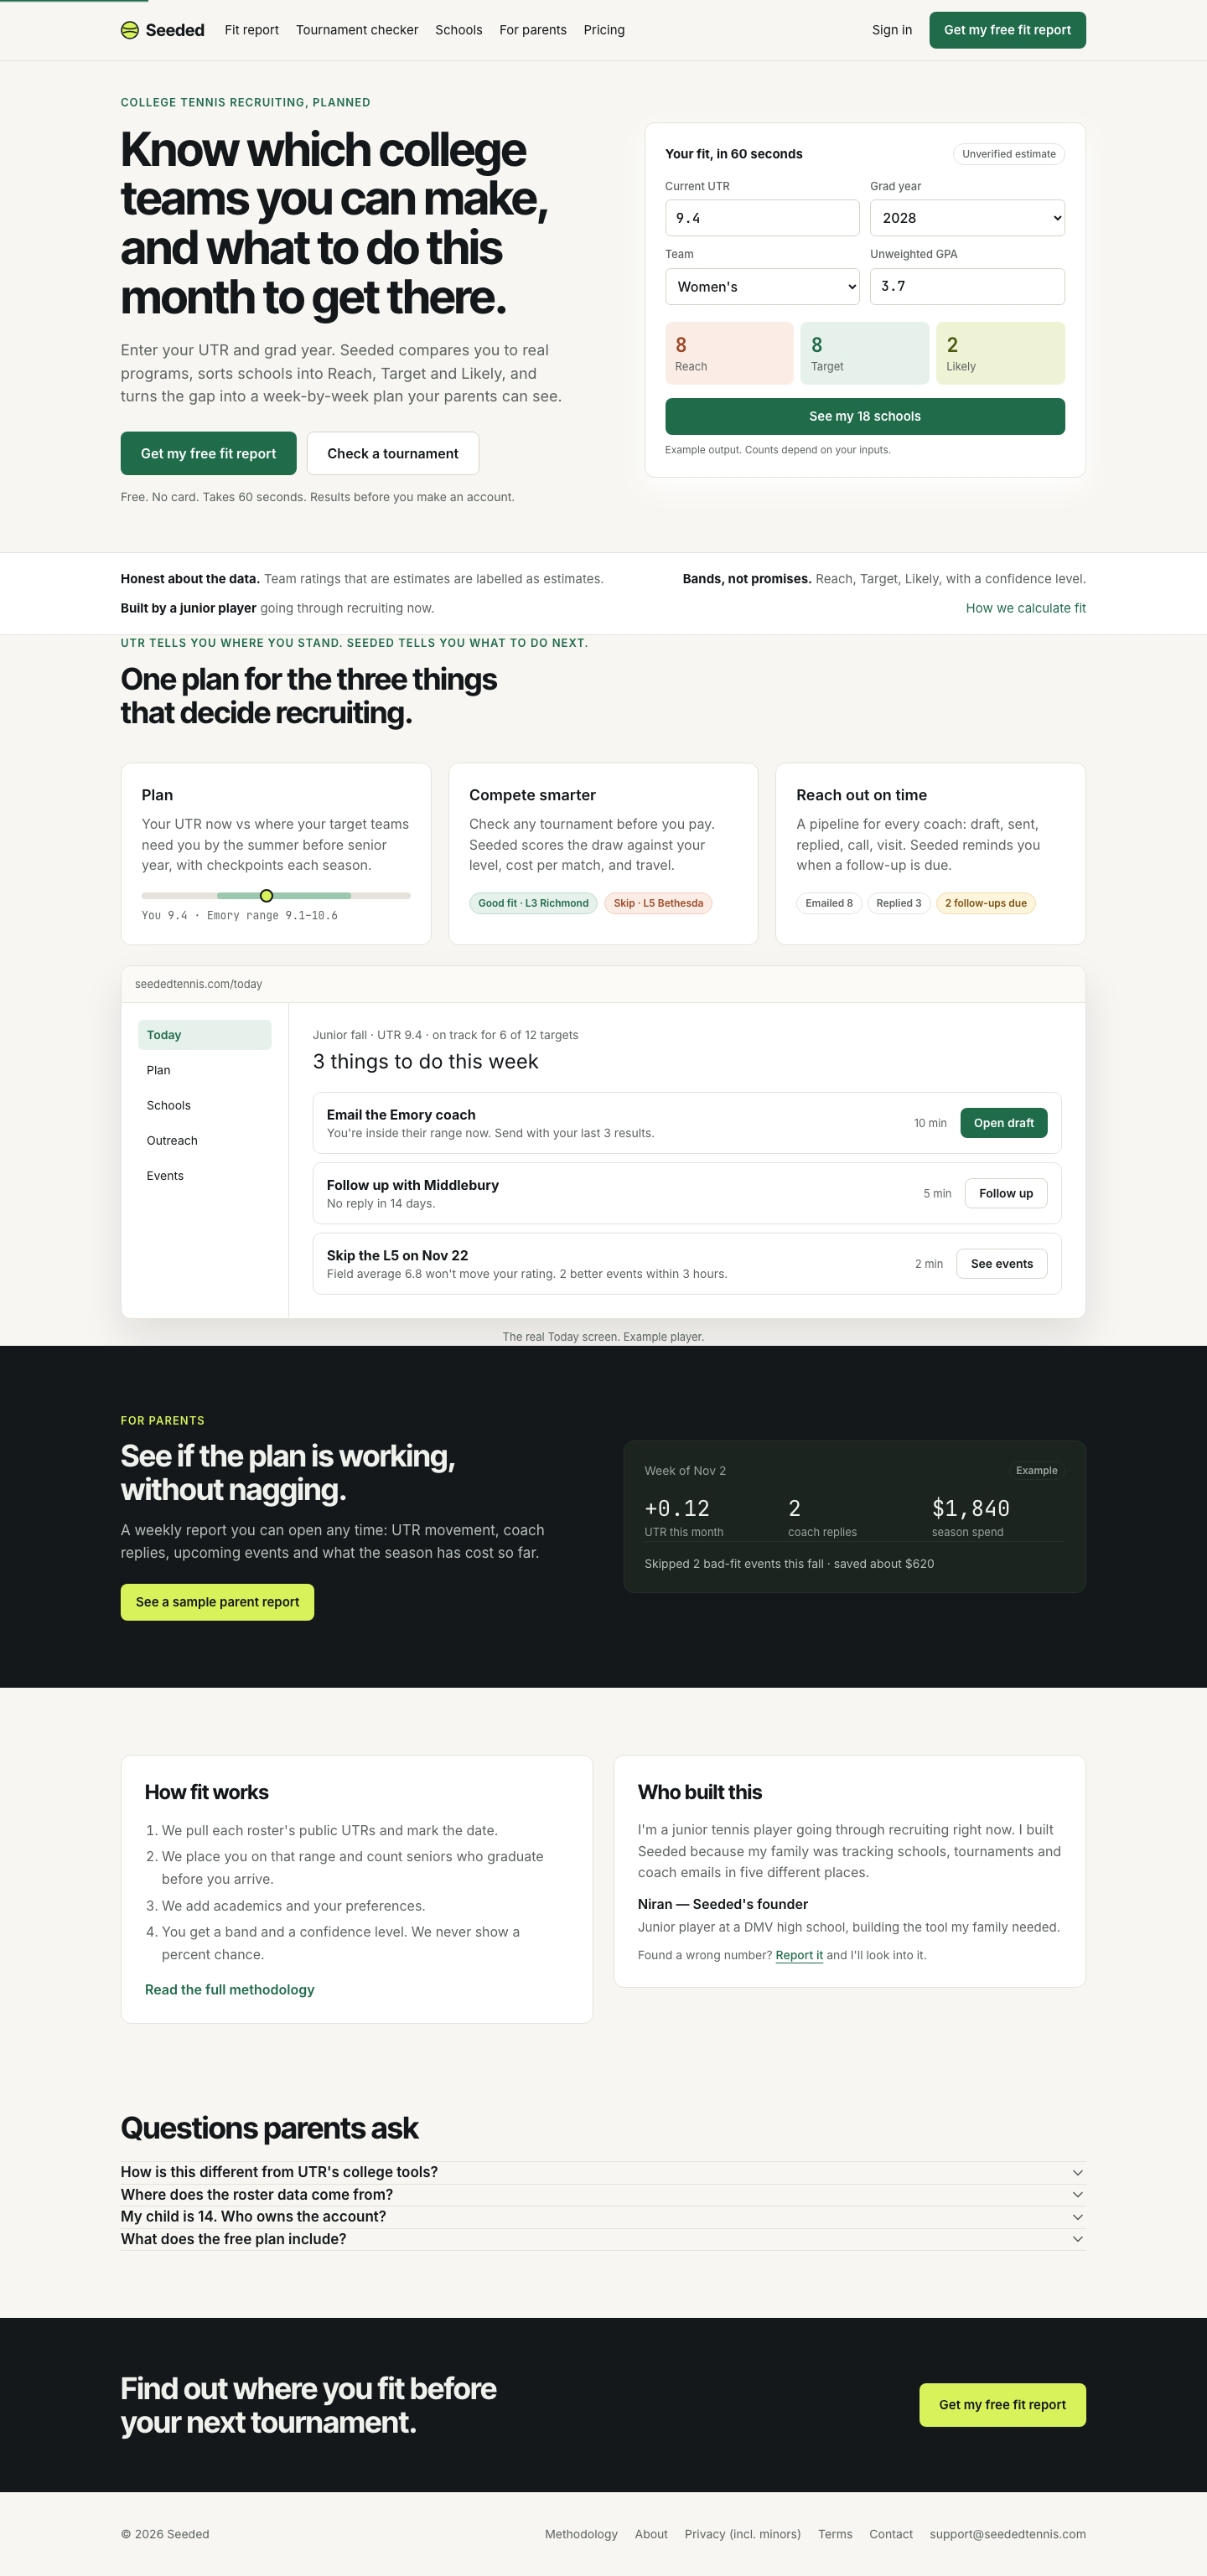 Seeded
Fit report
Tournament checker
Schools
For parents
Pricing
Sign in
Get my free fit report
COLLEGE TENNIS RECRUITING, PLANNED
Know which college
teams you can make,
and what to do this
month to get there.
Enter your UTR and grad year. Seeded compares you to real
programs, sorts schools into Reach, Target and Likely, and
turns the gap into a week-by-week plan your parents can see.
Get my free fit report
Check a tournament
Free. No card. Takes 60 seconds. Results before you make an account.
Your fit, in 60 seconds
Unverified estimate
Current UTR
Grad year
9.4
2028
Team
Unweighted GPA
Women's
3.7
8
Reach
8
Target
2
Likely
See my 18 schools
Example output. Counts depend on your inputs.
Honest about the data. Team ratings that are estimates are labelled as estimates.
Bands, not promises. Reach, Target, Likely, with a confidence level.
Built by a junior player going through recruiting now.
How we calculate fit
UTR TELLS YOU WHERE YOU STAND. SEEDED TELLS YOU WHAT TO DO NEXT.
One plan for the three things
that decide recruiting.
Plan
Your UTR now vs where your target teams
need you by the summer before senior
year, with checkpoints each season.
You 9.4 · Emory range 9.1–10.6
Compete smarter
Check any tournament before you pay.
Seeded scores the draw against your
level, cost per match, and travel.
Good fit · L3 Richmond
Skip · L5 Bethesda
Reach out on time
A pipeline for every coach: draft, sent,
replied, call, visit. Seeded reminds you
when a follow-up is due.
Emailed 8
Replied 3
2 follow-ups due
seededtennis.com/today
Today
Plan
Schools
Outreach
Events
Junior fall · UTR 9.4 · on track for 6 of 12 targets
3 things to do this week
Email the Emory coach
You're inside their range now. Send with your last 3 results.
10 min
Open draft
Follow up with Middlebury
No reply in 14 days.
5 min
Follow up
Skip the L5 on Nov 22
Field average 6.8 won't move your rating. 2 better events within 3 hours.
2 min
See events
The real Today screen. Example player.
FOR PARENTS
See if the plan is working,
without nagging.
A weekly report you can open any time: UTR movement, coach
replies, upcoming events and what the season has cost so far.
See a sample parent report
Week of Nov 2
Example
+0.12
UTR this month
2
coach replies
$1,840
season spend
Skipped 2 bad-fit events this fall · saved about $620
How fit works
1. We pull each roster's public UTRs and mark the date.
2. We place you on that range and count seniors who graduate
before you arrive.
3. We add academics and your preferences.
4. You get a band and a confidence level. We never show a
percent chance.
Read the full methodology
Who built this
I'm a junior tennis player going through recruiting right now. I built
Seeded because my family was tracking schools, tournaments and
coach emails in five different places.
Niran — Seeded's founder
Junior player at a DMV high school, building the tool my family needed.
Found a wrong number? Report it and I'll look into it.
Questions parents ask
How is this different from UTR's college tools?
Where does the roster data come from?
My child is 14. Who owns the account?
What does the free plan include?
Find out where you fit before
your next tournament.
Get my free fit report
© 2026 Seeded
Methodology
About
Privacy (incl. minors)
Terms
Contact
support@seededtennis.com